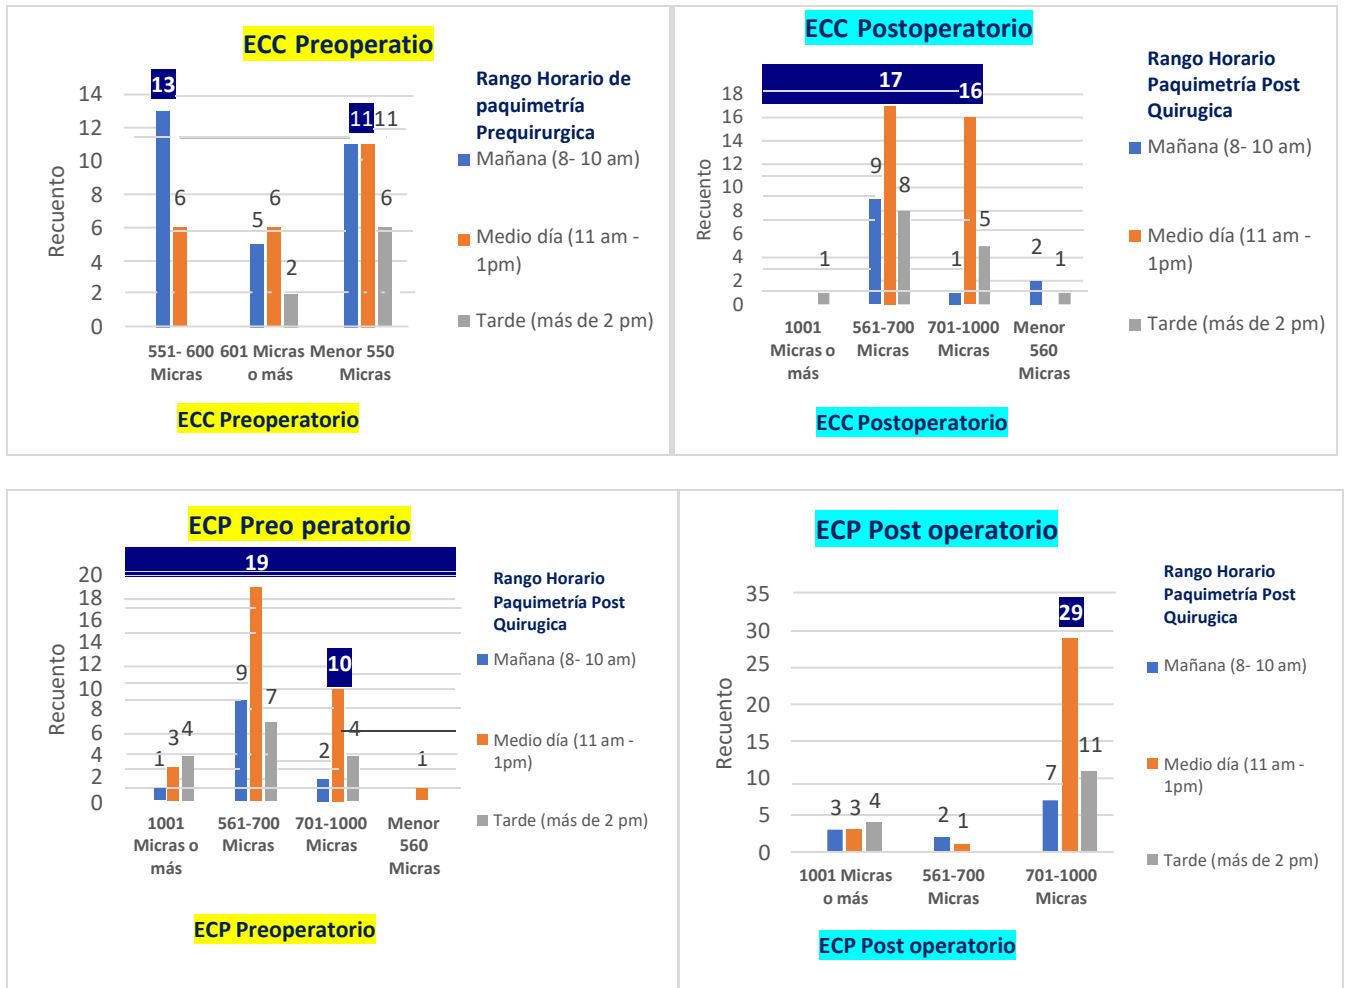 ECC Preoperatio
Rango Horario de
paquimetría
Prequirurgica
Mañana (8- 10 am)
Medio día (11 am -
1pm)
Tarde (más de 2 pm)
Recuento
14
12
10
8
6
4
2
0
13
6
5
6
2
11
11
6
551- 600
Micras
601 Micras
o más
Menor 550
Micras
ECC Preoperatorio
ECC Postoperatorio
Rango Horario
Paquimetría Post
Quirugica
Mañana (8- 10 am)
Medio día (11 am -
1pm)
Tarde (más de 2 pm)
Recuento
18
16
14
12
10
8
6
4
2
0
1
9
17
8
1
16
5
2
1
1001
Micras o
más
561-700
Micras
701-1000
Micras
Menor
560
Micras
ECC Postoperatorio
ECP Preo peratorio
Rango Horario
Paquimetría Post
Quirugica
Mañana (8- 10 am)
Medio día (11 am -
1pm)
Tarde (más de 2 pm)
Recuento
20
18
16
14
12
10
8
6
4
2
0
1
3
4
9
19
7
2
10
4
1
1001
Micras o
más
561-700
Micras
701-1000
Micras
Menor
560
Micras
ECP Preoperatorio
ECP Post operatorio
Rango Horario
Paquimetría Post
Quirugica
Mañana (8- 10 am)
Medio día (11 am -
1pm)
Tarde (más de 2 pm)
Recuento
35
30
25
20
15
10
5
0
3
3
4
2
1
7
29
11
1001 Micras
o más
561-700
Micras
701-1000
Micras
ECP Post operatorio